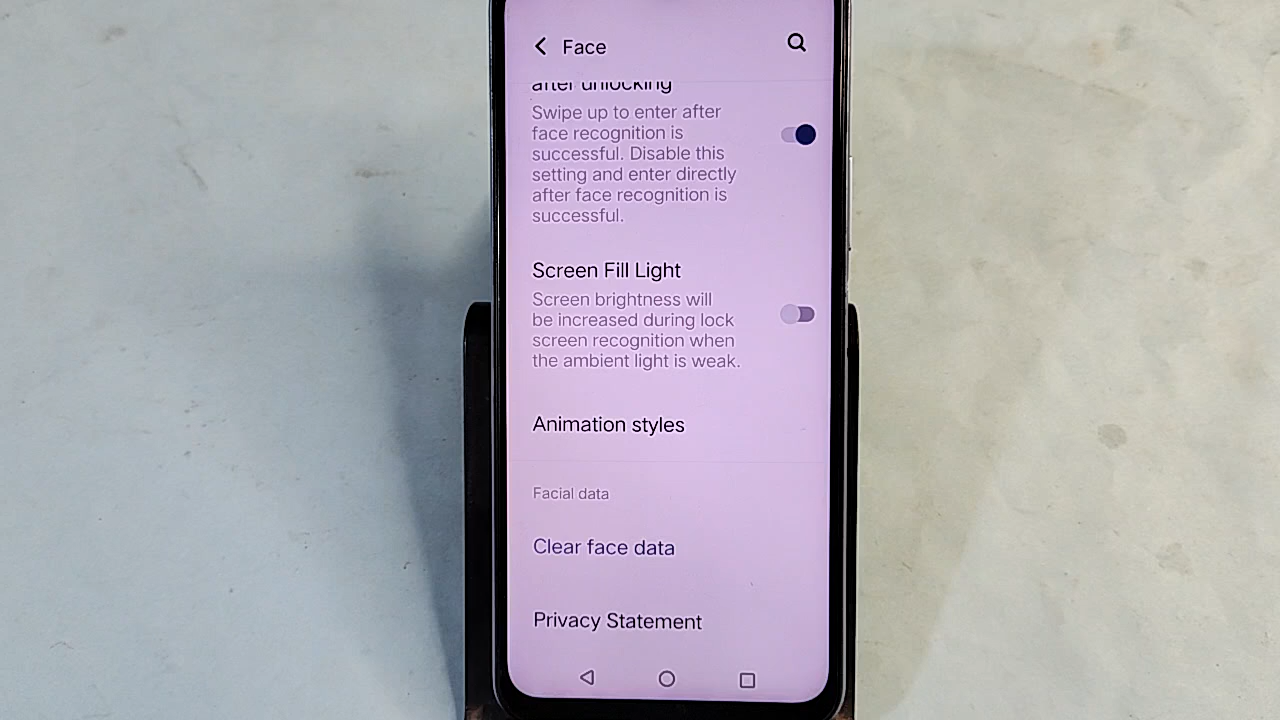 Face
after unlocking
Swipe up to enter after
face recognition is
successful. Disable this
setting and enter directly
after face recognition is
successful.
Screen Fill Light
Screen brightness will
be increased during lock
screen recognition when
the ambient light is weak.
Animation styles
Facial data
Clear face data
Privacy Statement